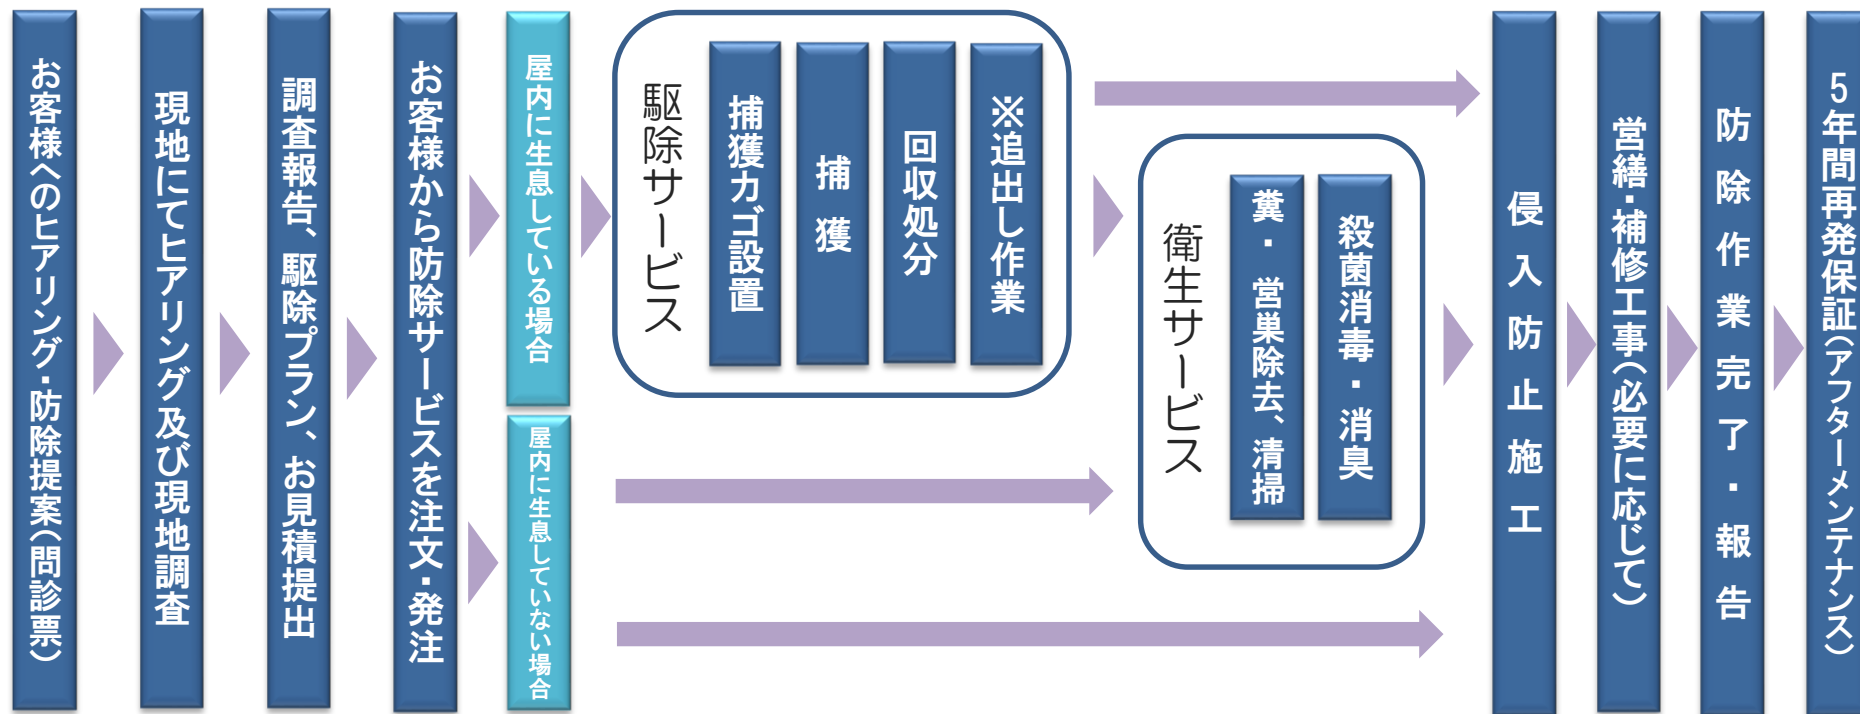 お客様へのヒアリング・防除提案(問診票)
現地にてヒアリング及び現地調査
調査報告、駆除プラン、お見積提出
お客様から防除サービスを注文・発注
屋内に生息している場合
屋内に生息していない場合
駆除サービス
捕獲カゴ設置
捕獲
回収処分
※追出し作業
衛生サービス
糞・営巣除去、清掃
殺菌消毒・消臭
侵入防止施工
営繕・補修工事(必要に応じて)
防除作業完了・報告
5年間再発保証(アフターメンテナンス)